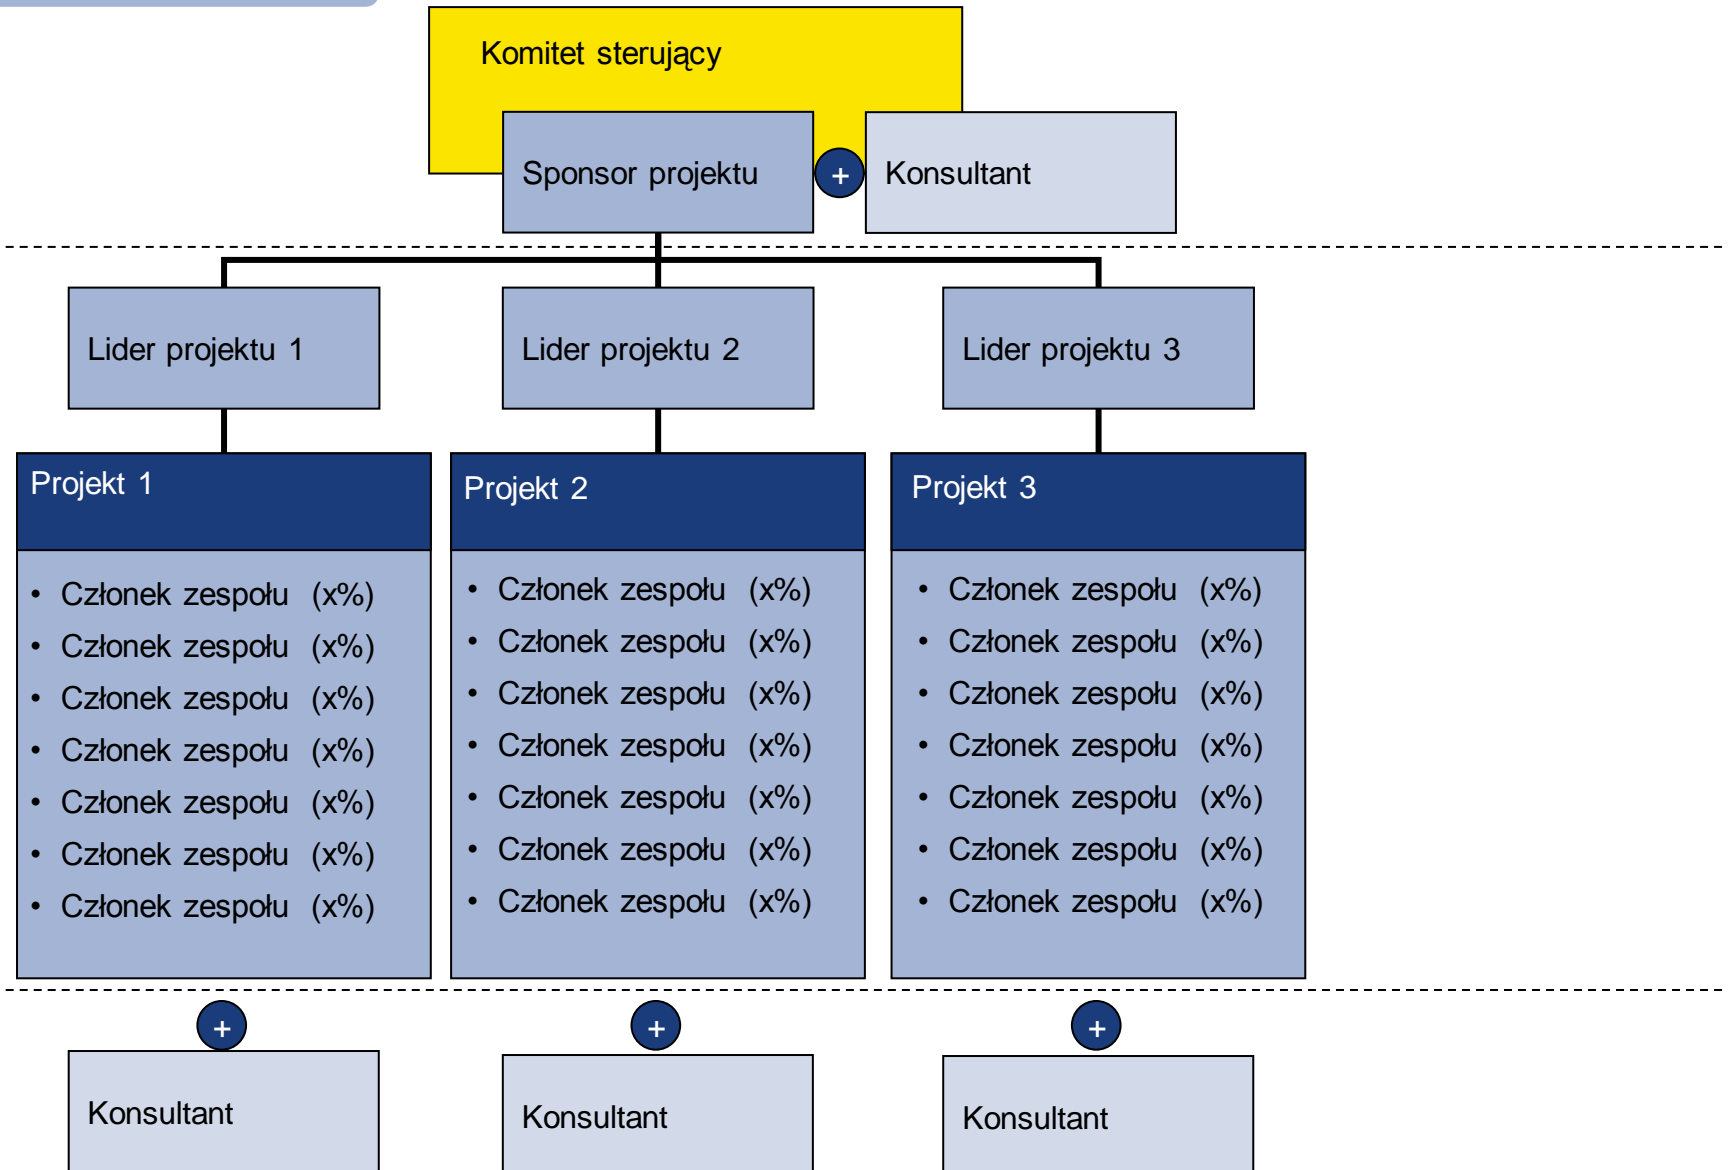 Komitet sterujący
Sponsor projektu
+
Konsultant
Lider projektu 1
Lider projektu 2
Lider projektu 3
Projekt 1
• Członek zespołu (x%)
• Członek zespołu (x%)
• Członek zespołu (x%)
• Członek zespołu (x%)
• Członek zespołu (x%)
• Członek zespołu (x%)
• Członek zespołu (x%)
Projekt 2
• Członek zespołu (x%)
• Członek zespołu (x%)
• Członek zespołu (x%)
• Członek zespołu (x%)
• Członek zespołu (x%)
• Członek zespołu (x%)
• Członek zespołu (x%)
Projekt 3
• Członek zespołu (x%)
• Członek zespołu (x%)
• Członek zespołu (x%)
• Członek zespołu (x%)
• Członek zespołu (x%)
• Członek zespołu (x%)
• Członek zespołu (x%)
+
+
+
Konsultant
Konsultant
Konsultant